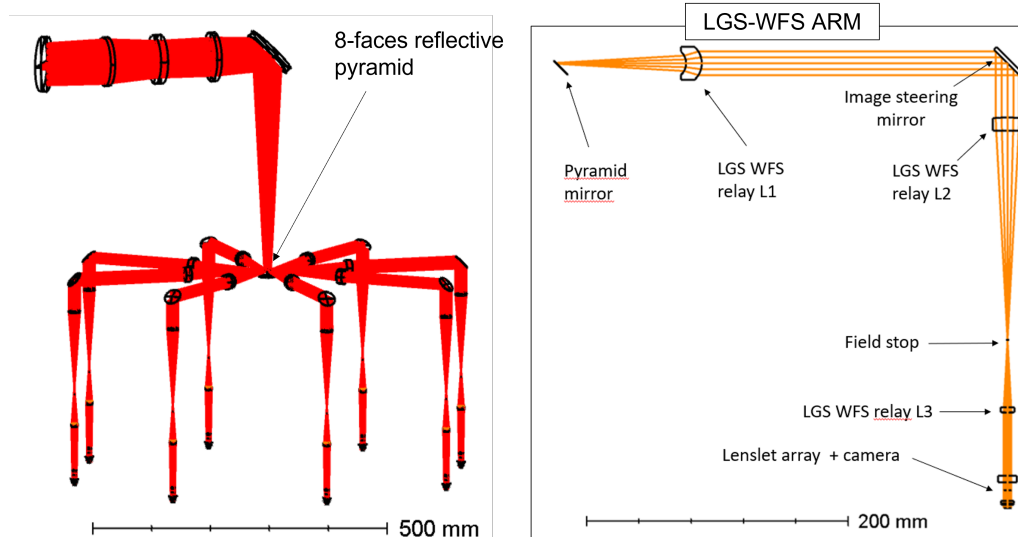 8-faces reflective
pyramid
500 mm
LGS-WFS ARM
Image steering
mirror
Pyramid
mirror
LGS WFS
relay L1
LGS WFS
relay L2
Field stop
LGS WFS relay L3
Lenslet array + camera
200 mm